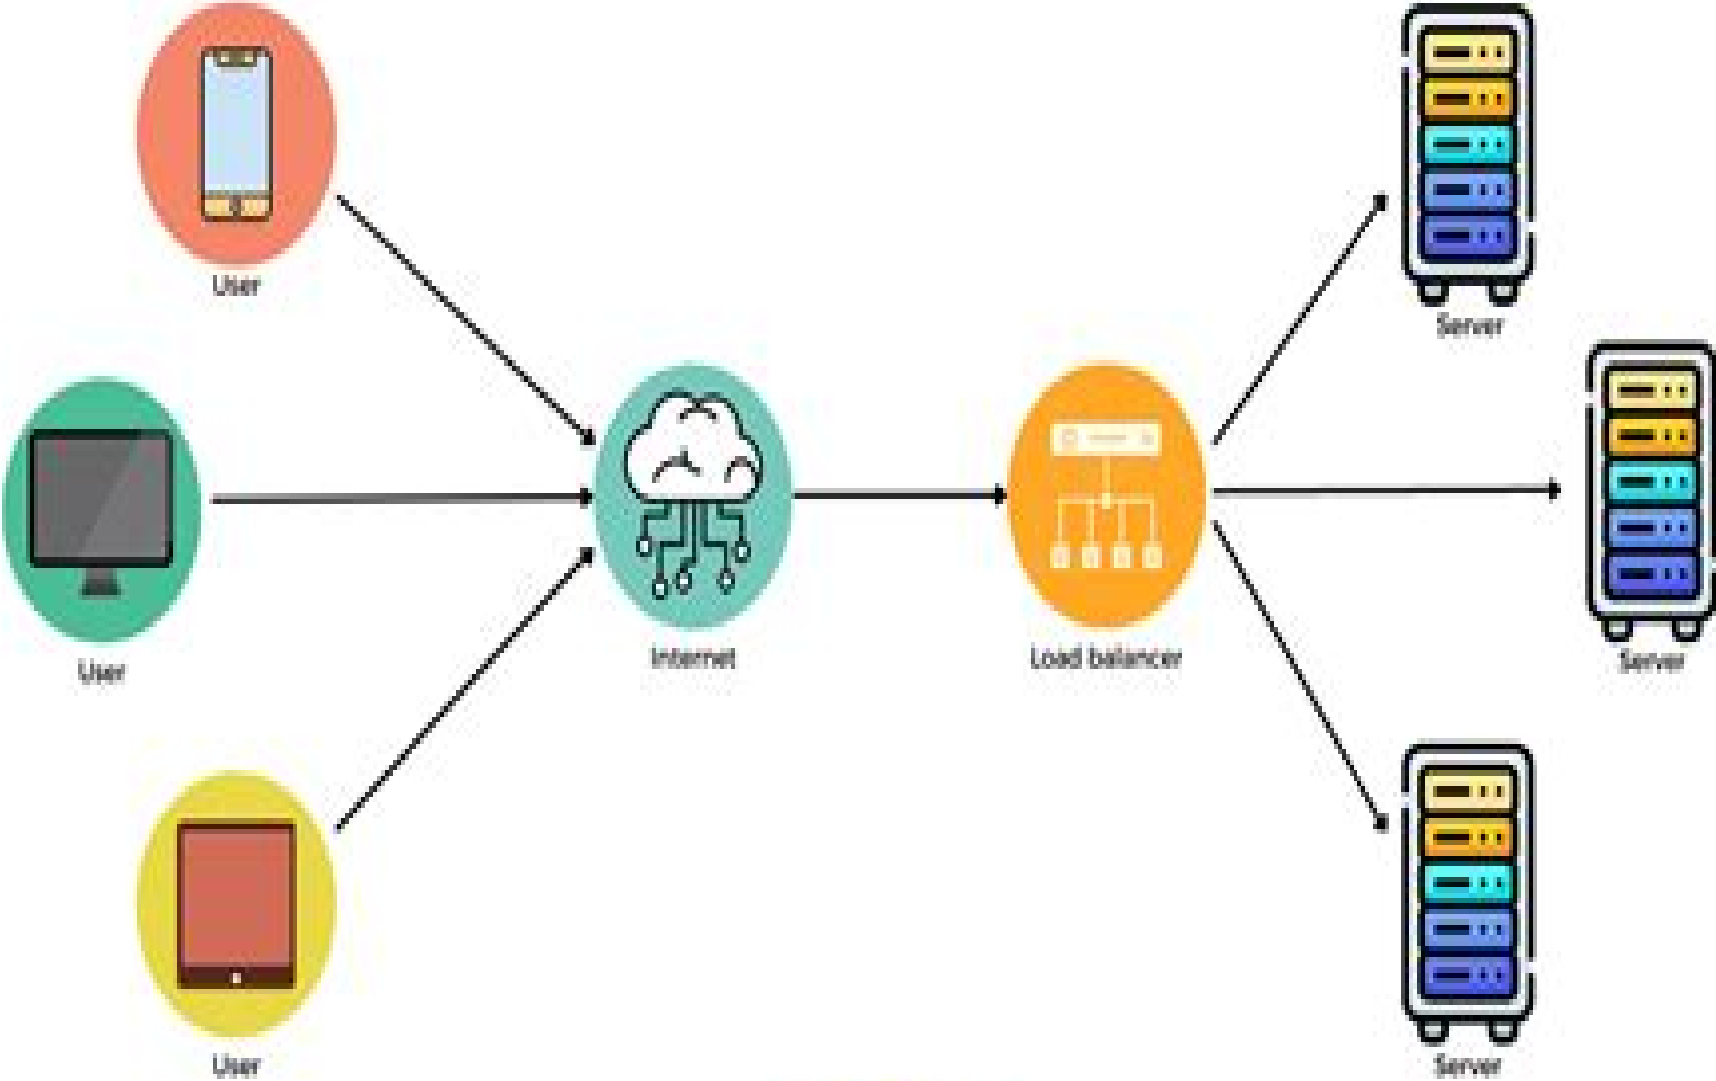 User
Server
User
Internet
Load balancer
Server
User
Server